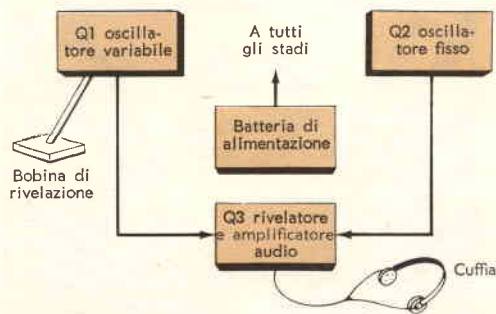 Q1 oscilla-
tore variabile
A tutti
gli stadi
Q2 oscilla-
tore fisso
Batteria di
alimentazione
Bobina di
rivelazione
Q3 rivelatore
e amplificatore
audio
Cuffia